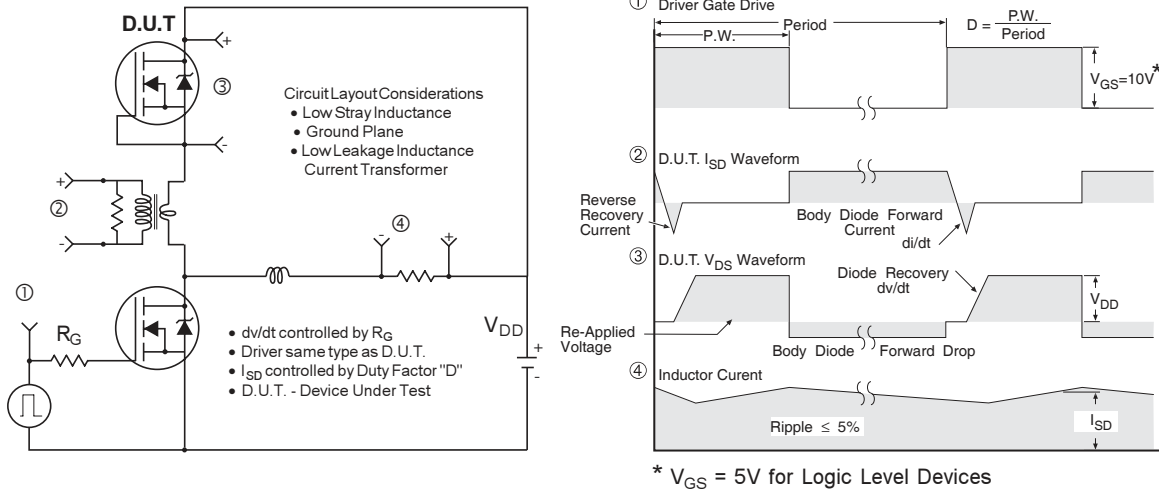 D.U.T
+
③
-
Circuit Layout Considerations
• Low Stray Inductance
• Ground Plane
• Low Leakage Inductance
Current Transformer
+
②
-
④
- +
①
RG
VDD
+
-
• dv/dt controlled by RG
• Driver same type as D.U.T.
• ISD controlled by Duty Factor "D"
• D.U.T. - Device Under Test
① Driver Gate Drive
P.W.
Period
D = P.W.
Period
VGS=10V*
② D.U.T. ISD Waveform
Reverse
Recovery
Current
Body Diode Forward
Current
di/dt
③ D.U.T. VDS Waveform
Diode Recovery
dv/dt
VDD
Re-Applied
Voltage
Body Diode Forward Drop
④ Inductor Curent
Ripple ≤ 5%
ISD
* VGS = 5V for Logic Level Devices